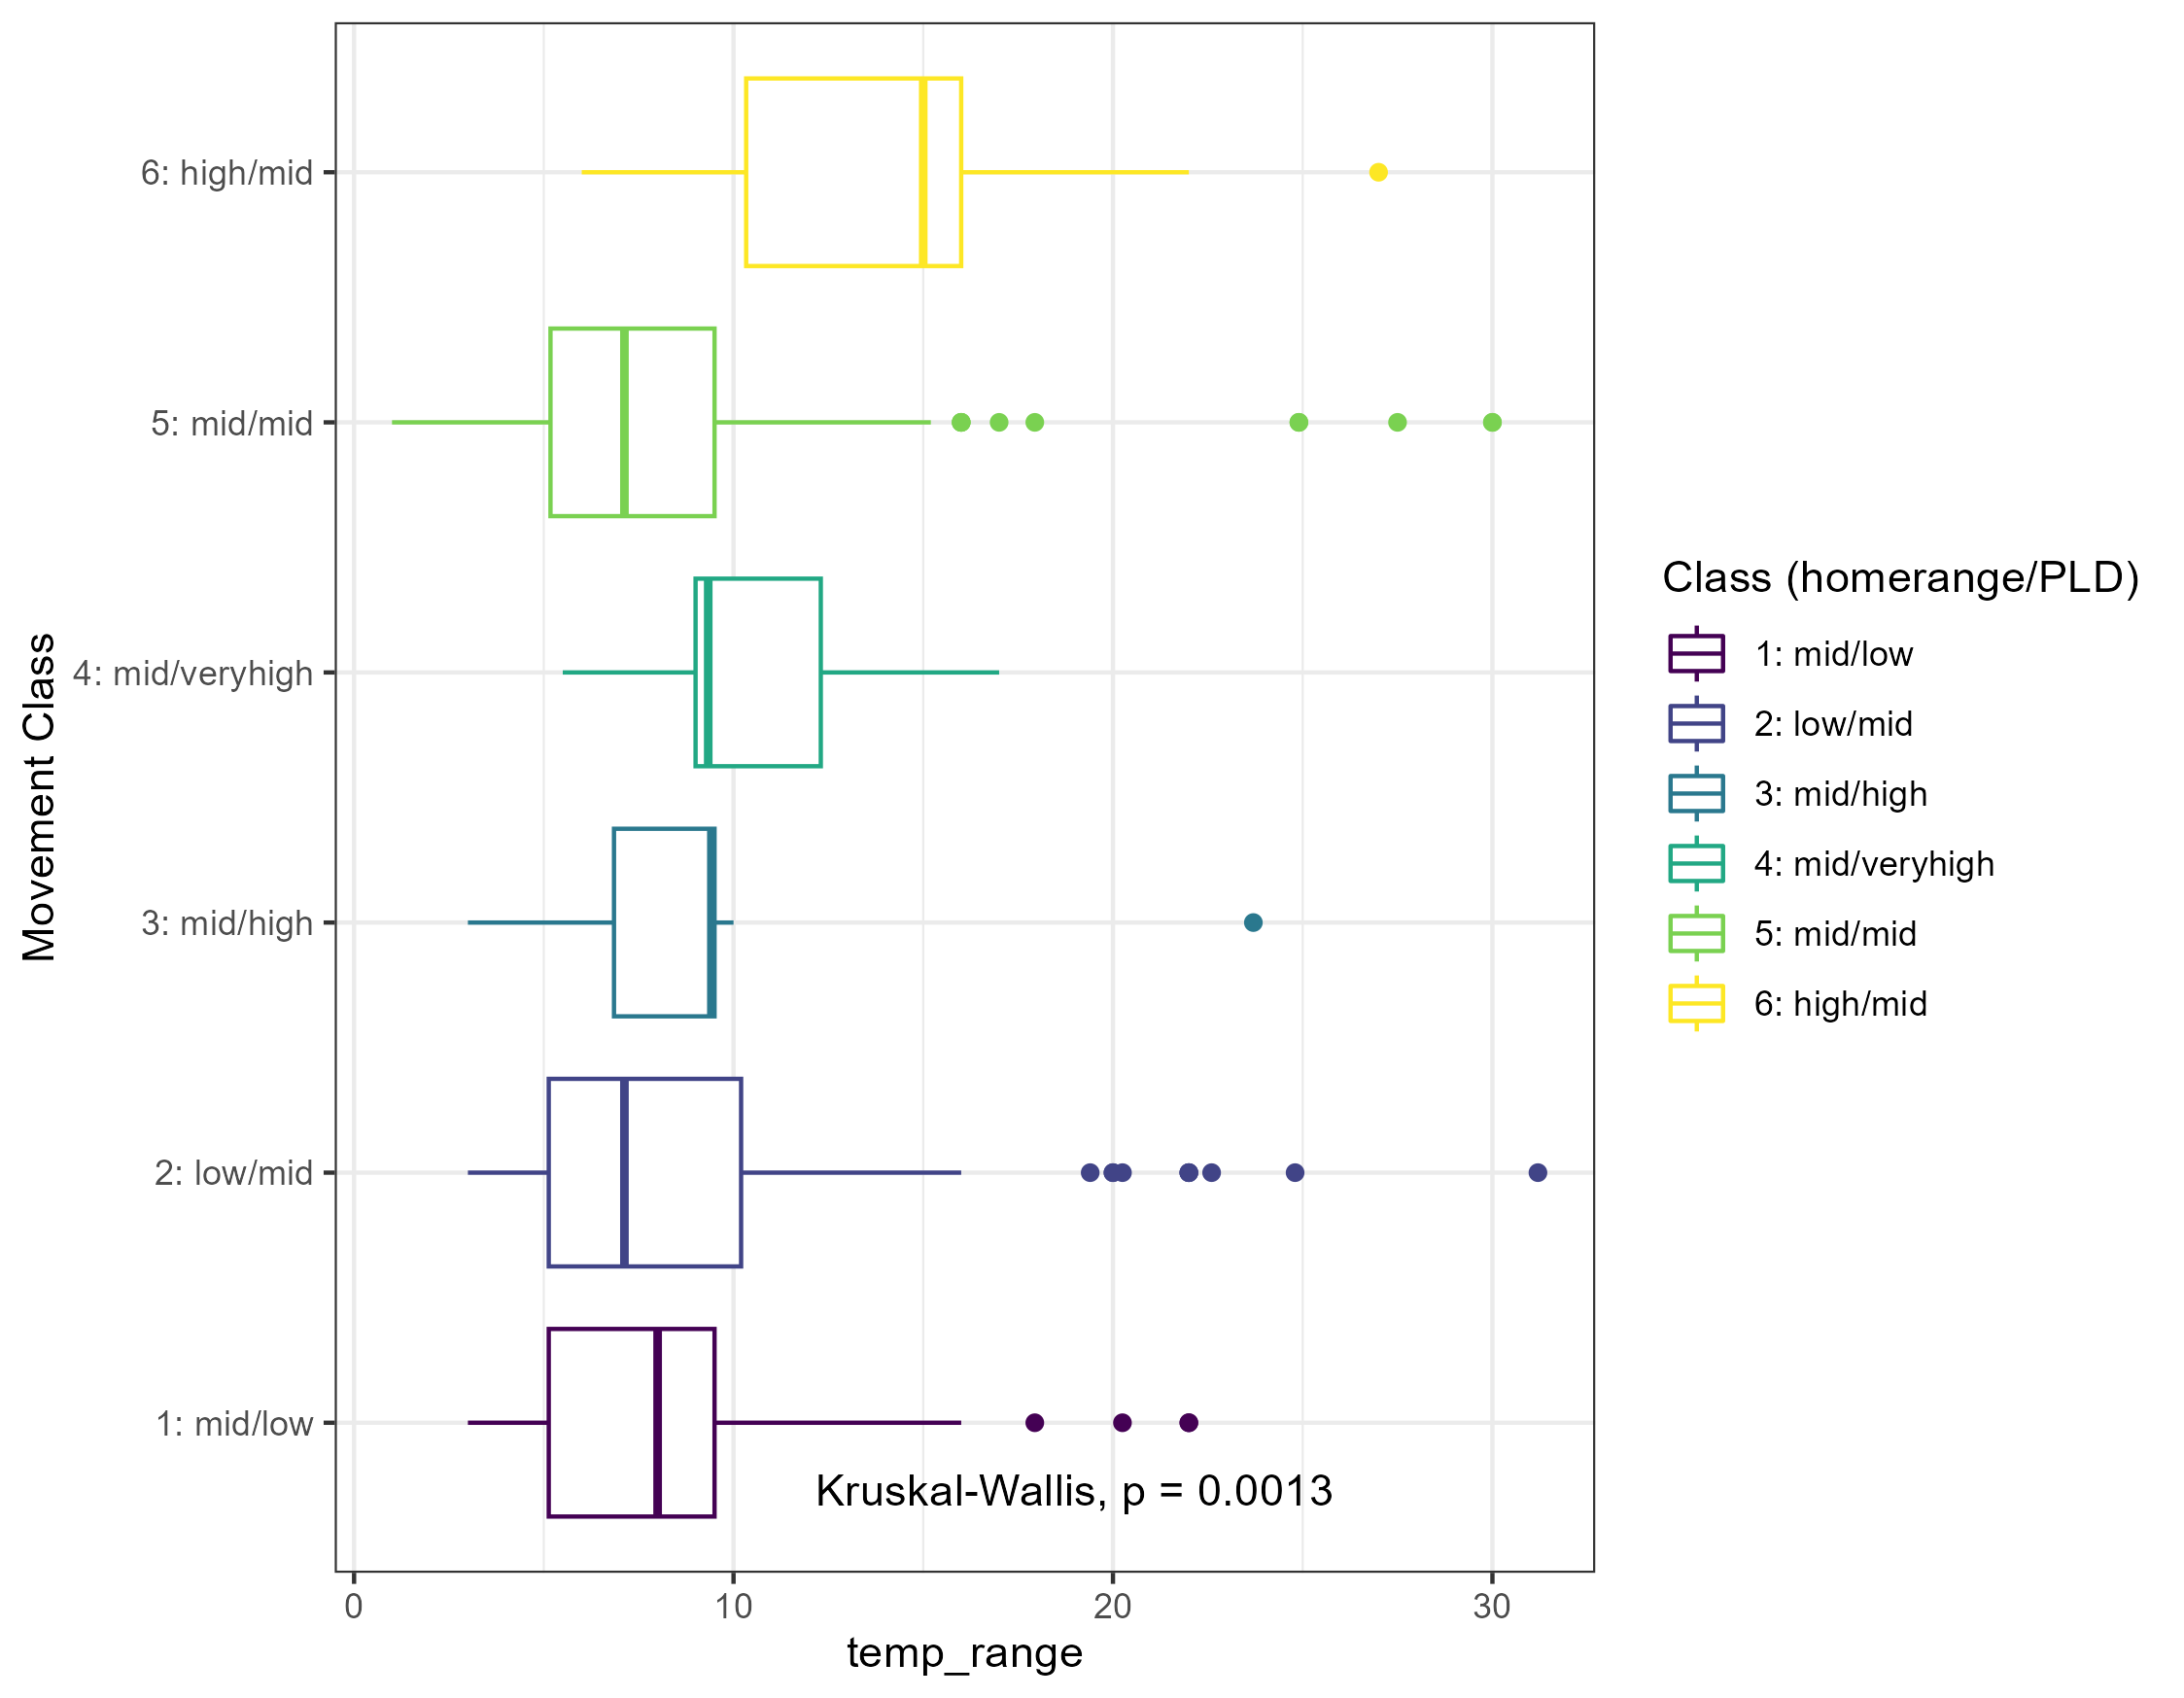 Movement Class
6: high/mid
5: mid/mid
4: mid/veryhigh
3: mid/high
2: low/mid
1: mid/low
Kruskal-Wallis, p = 0.0013
0 10 20 30
temp_range
Class (homerange/PLD)
1: mid/low
2: low/mid
3: mid/high
4: mid/veryhigh
5: mid/mid
6: high/mid